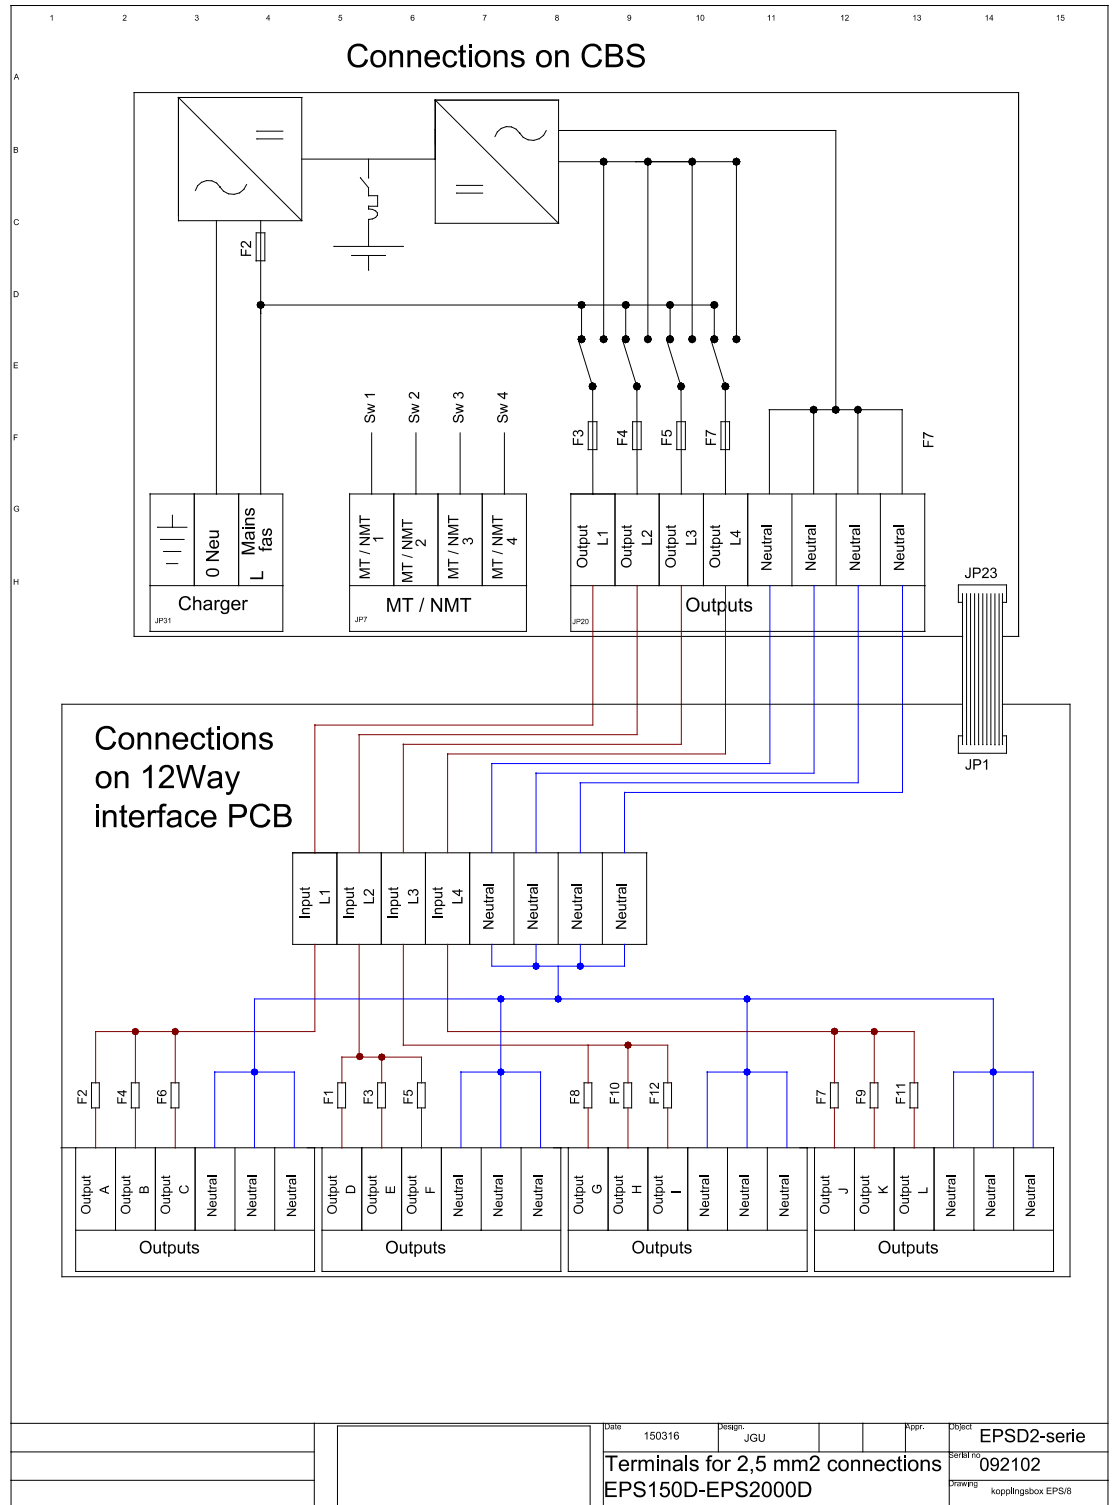 1 2 3 4 5 6 7 8 9 10 11 12 13 14 15
Connections on CBS
A
B
C
D
E
F
G
H
F2
Sw 1
Sw 2
Sw 3
Sw 4
F3
F4
F5
F7
F7
0 Neu
L Mains
fas
Charger
JP31
MT / NMT
1
MT / NMT
2
MT / NMT
3
MT / NMT
4
MT / NMT
JP7
Output
L1
Output
L2
Output
L3
Output
L4
Neutral
Neutral
Neutral
Neutral
Outputs
JP20
JP23
JP1
Connections
on 12Way
interface PCB
Input
L1
Input
L2
Input
L3
Input
L4
Neutral
Neutral
Neutral
Neutral
F2
F4
F6
F1
F3
F5
F8
F10
F12
F7
F9
F11
Output
A
Output
B
Output
C
Neutral
Neutral
Neutral
Outputs
Output
D
Output
E
Output
F
Neutral
Neutral
Neutral
Outputs
Output
G
Output
H
Output
I
Neutral
Neutral
Neutral
Outputs
Output
J
Output
K
Output
L
Neutral
Neutral
Neutral
Outputs
Date
150316
Design.
JGU
Appr.
Object
EPSD2-serie
Terminals for 2,5 mm2 connections
EPS150D-EPS2000D
Serial no
092102
Drawing
kopplingsbox EPS/8